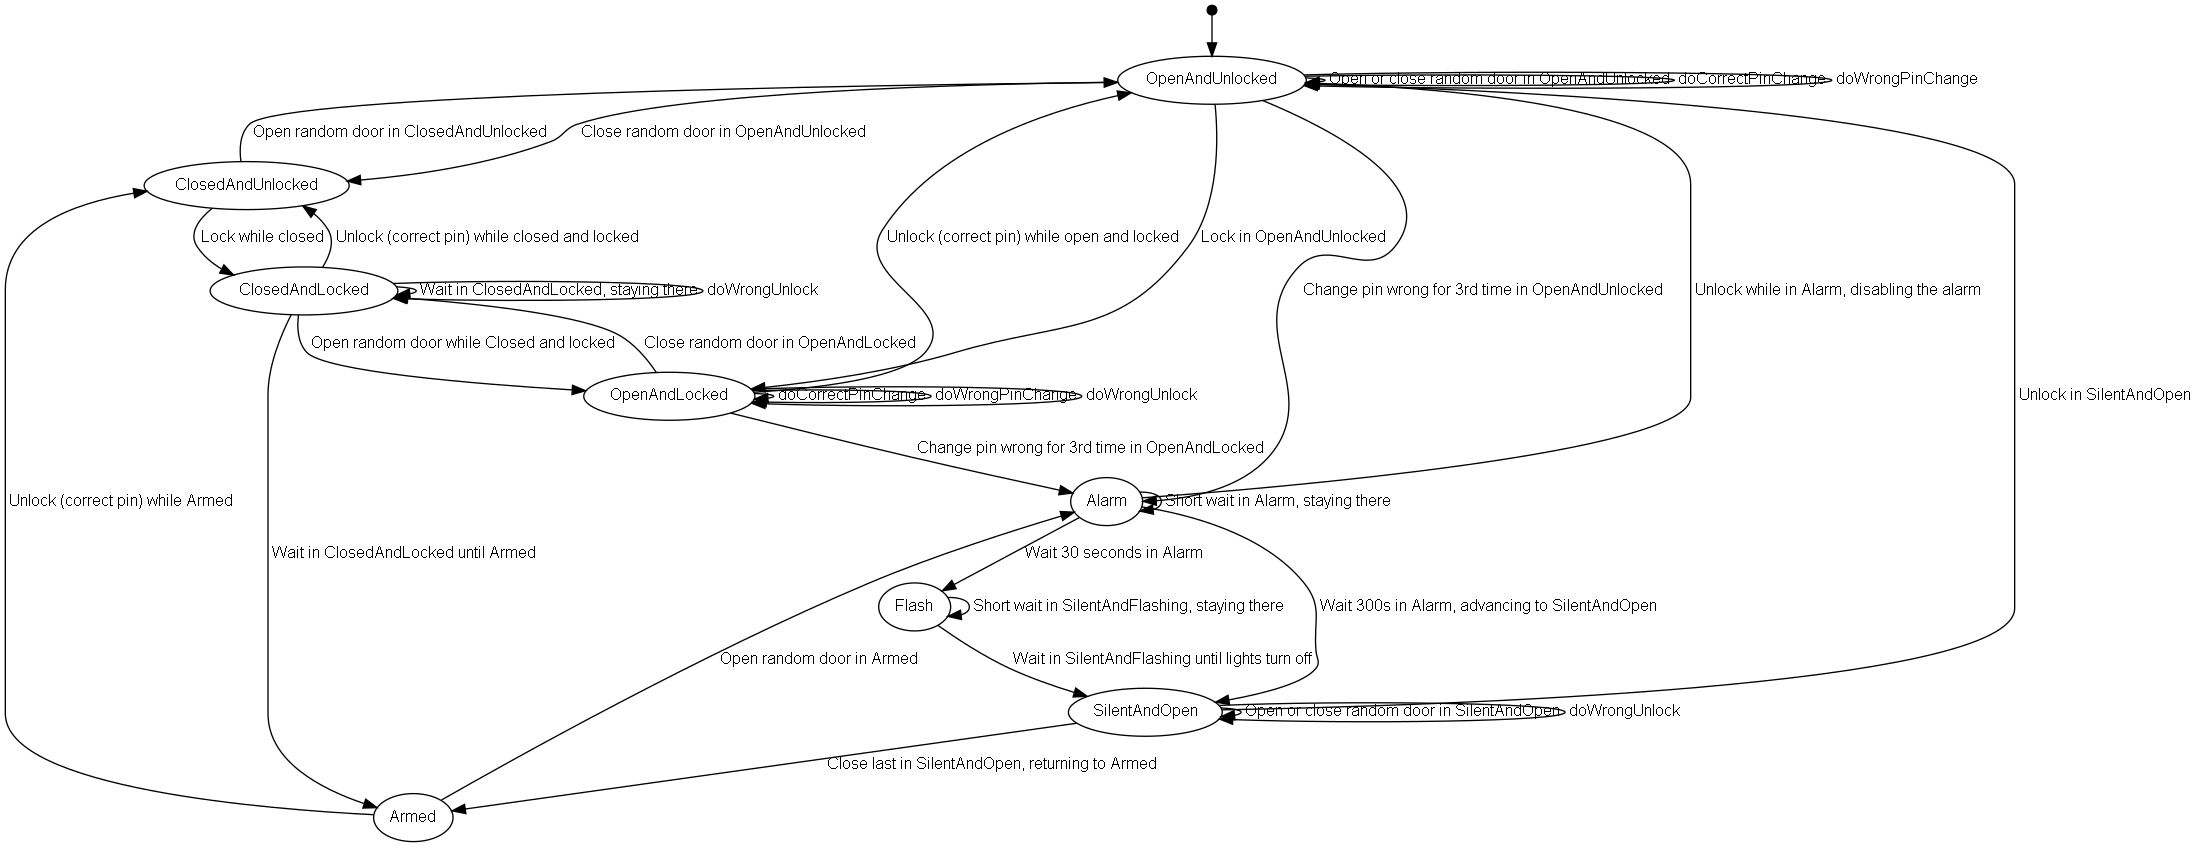 OpenAndUnlocked
Open or close random door in OpenAndUnlocked
doCorrectPinChange
doWrongPinChange
Open random door in ClosedAndUnlocked
Close random door in OpenAndUnlocked
ClosedAndUnlocked
Lock while closed
Unlock (correct pin) while closed and locked
Unlock (correct pin) while open and locked
Lock in OpenAndUnlocked
ClosedAndLocked
Wait in ClosedAndLocked, staying there
doWrongUnlock
Change pin wrong for 3rd time in OpenAndUnlocked
Unlock while in Alarm, disabling the alarm
Open random door while Closed and locked
Close random door in OpenAndLocked
OpenAndLocked
doCorrectPinChange
doWrongPinChange
doWrongUnlock
Unlock in SilentAndOpen
Change pin wrong for 3rd time in OpenAndLocked
Unlock (correct pin) while Armed
Alarm
Short wait in Alarm, staying there
Wait in ClosedAndLocked until Armed
Wait 30 seconds in Alarm
Flash
Short wait in SilentAndFlashing, staying there
Wait 300s in Alarm, advancing to SilentAndOpen
Open random door in Armed
Wait in SilentAndFlashing until lights turn off
SilentAndOpen
Open or close random door in SilentAndOpen
doWrongUnlock
Close last in SilentAndOpen, returning to Armed
Armed